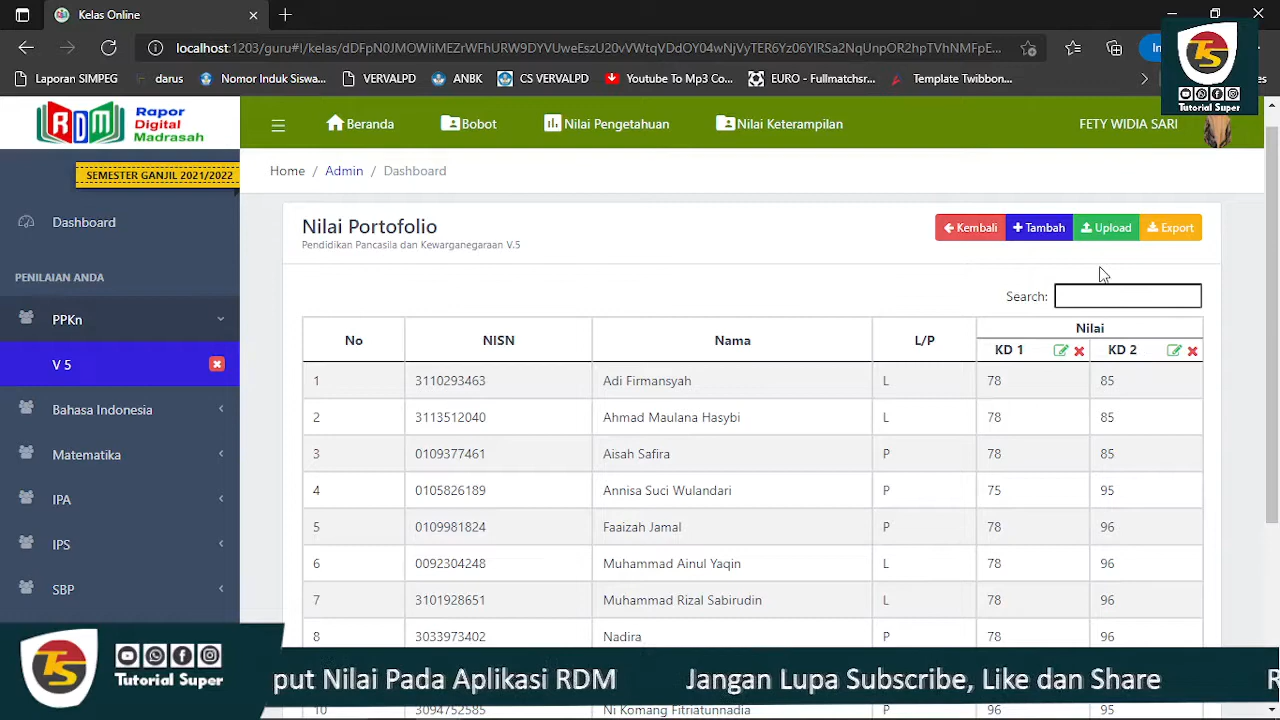 Kelas Online
localhost:1203/guru#!/kelas/
Laporan SIMPEG
darus
Nomor Induk Siswa...
VERVALPD
ANBK
CS VERVALPD
Youtube To Mp3 Co...
EURO - Fullmatchsr...
Template Twibbon...
TS
Tutorial Super
RDM
Rapor
Digital
Madrasah
Beranda
Bobot
Nilai Pengetahuan
Nilai Keterampilan
FETY WIDIA SARI
SEMESTER GANJIL 2021/2022
Home / Admin / Dashboard
Dashboard
PENILAIAN ANDA
PPKn
V 5
Bahasa Indonesia
Matematika
IPA
IPS
SBP
Nilai Portofolio
Pendidikan Pancasila dan Kewarganegaraan V.5
Kembali
Tambah
Upload
Export
Search:
No NISN Nama L/P Nilai
KD 1 KD 2
1 3110293463 Adi Firmansyah L 78 85
2 3113512040 Ahmad Maulana Hasybi L 78 85
3 0109377461 Aisah Safira P 78 85
4 0105826189 Annisa Suci Wulandari P 75 95
5 0109981824 Faaizah Jamal P 78 96
6 0092304248 Muhammad Ainul Yaqin L 78 96
7 3101928651 Muhammad Rizal Sabirudin L 78 96
8 3033973402 Nadira P 78 96
10 3094752585 Ni Komang Fitriatunnadia P 96 95
TS
Tutorial Super
put Nilai Pada Aplikasi RDM
Jangan Lupa Subscribe, Like dan Share